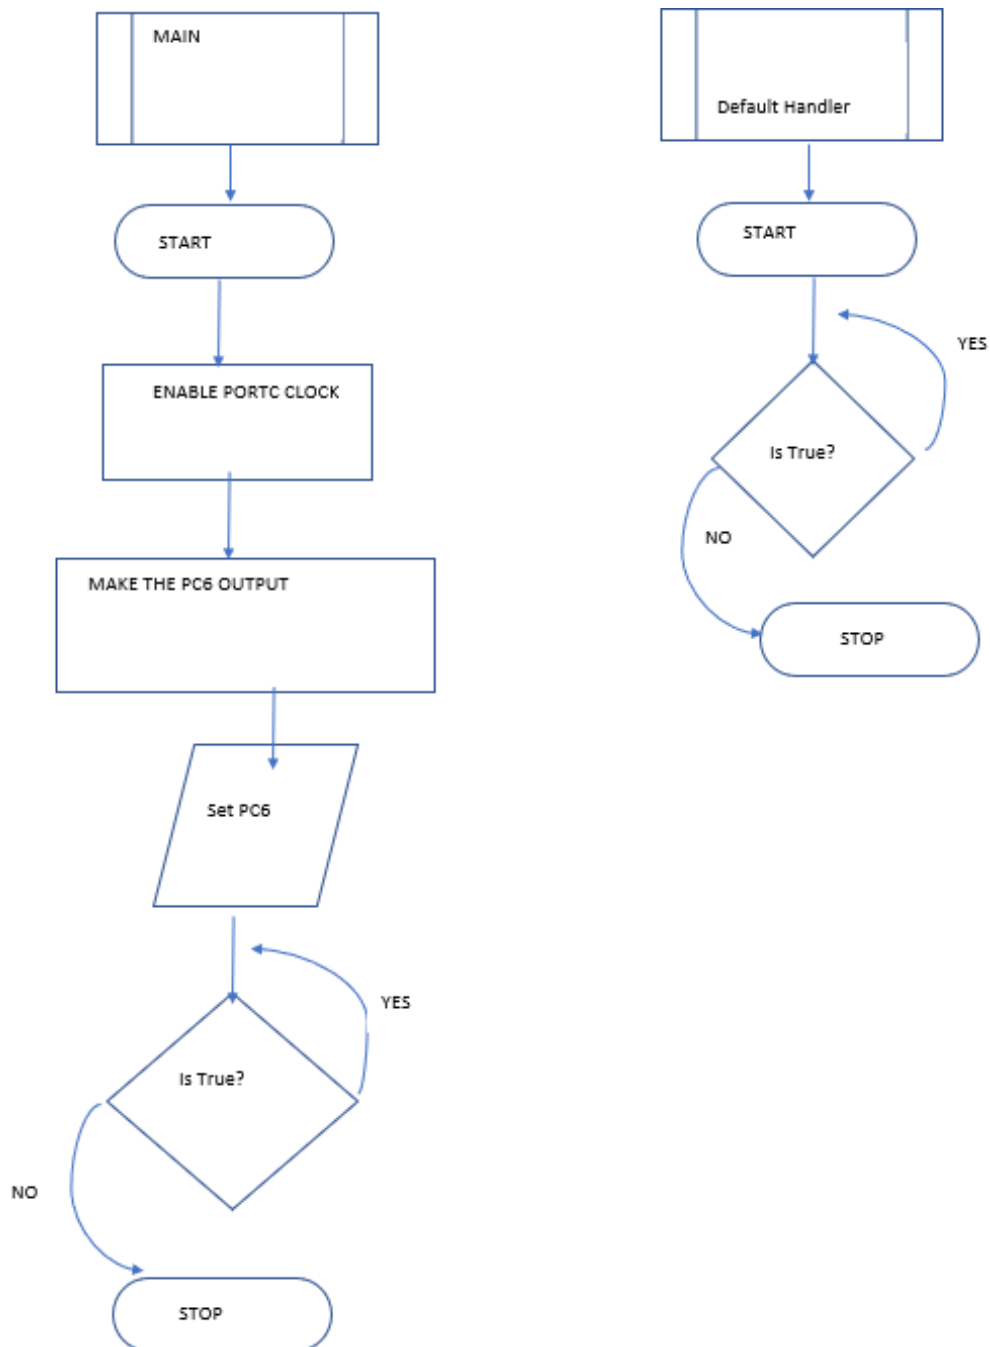 MAIN
START
ENABLE PORTC CLOCK
MAKE THE PC6 OUTPUT
Set PC6
Is True?
YES
NO
STOP
Default Handler
START
Is True?
YES
NO
STOP